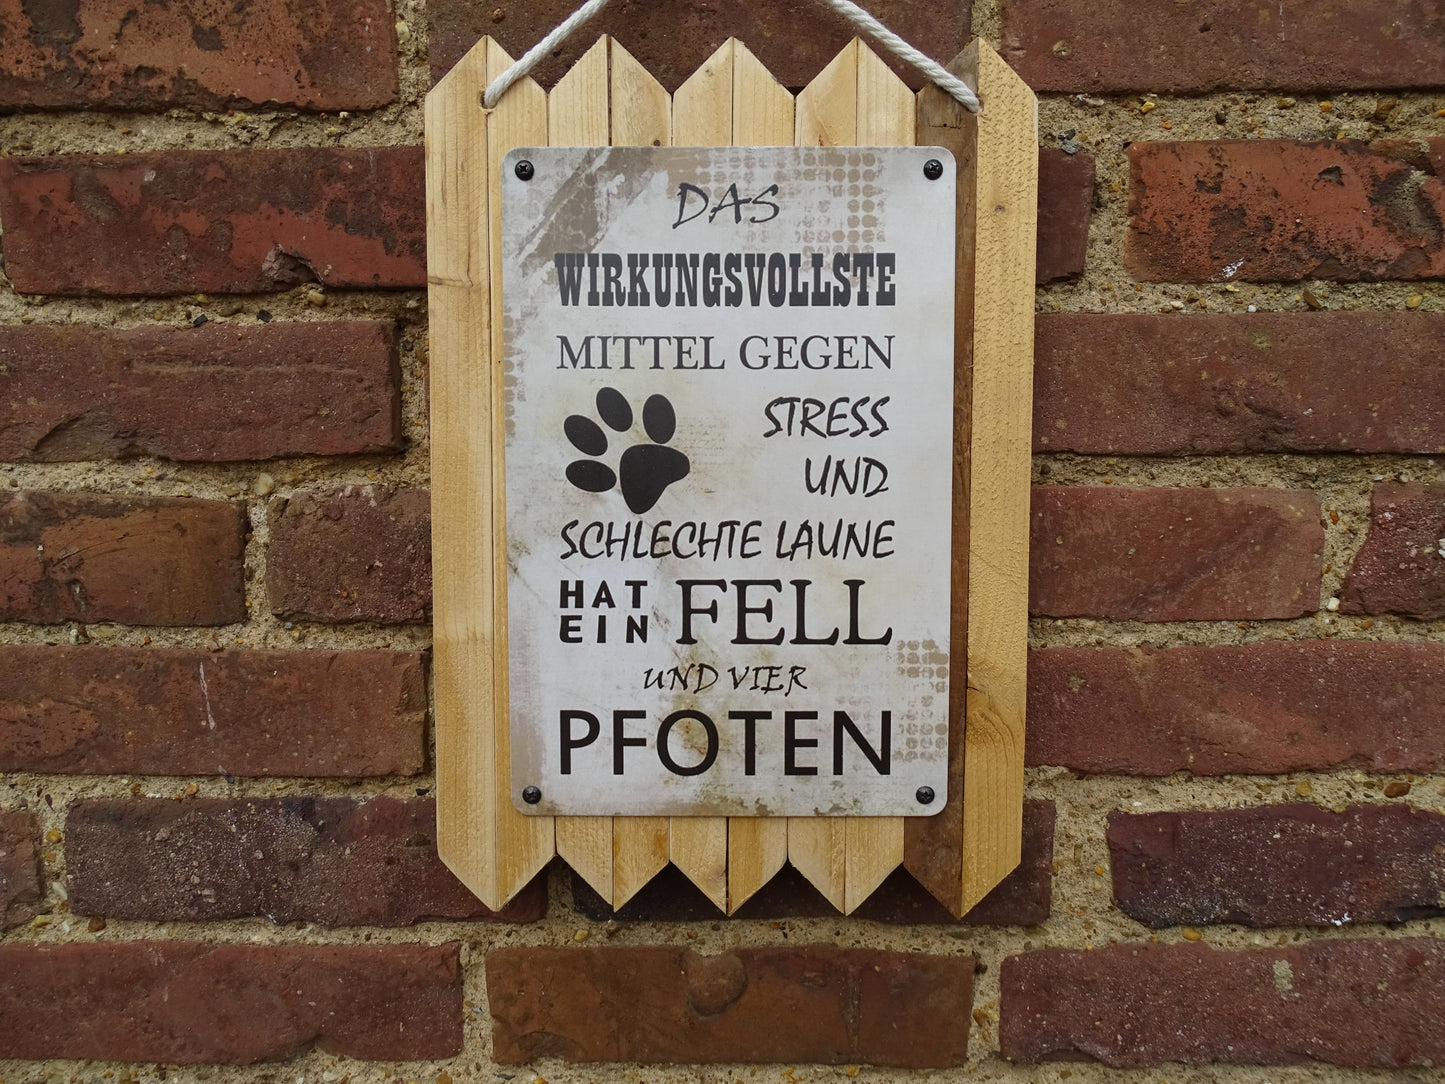 DAS
WIRKUNGSVOLLSTE
MITTEL GEGEN
STRESS
UND
SCHLECHTE LAUNE
HAT
EIN FELL
UND VIER
PFOTEN